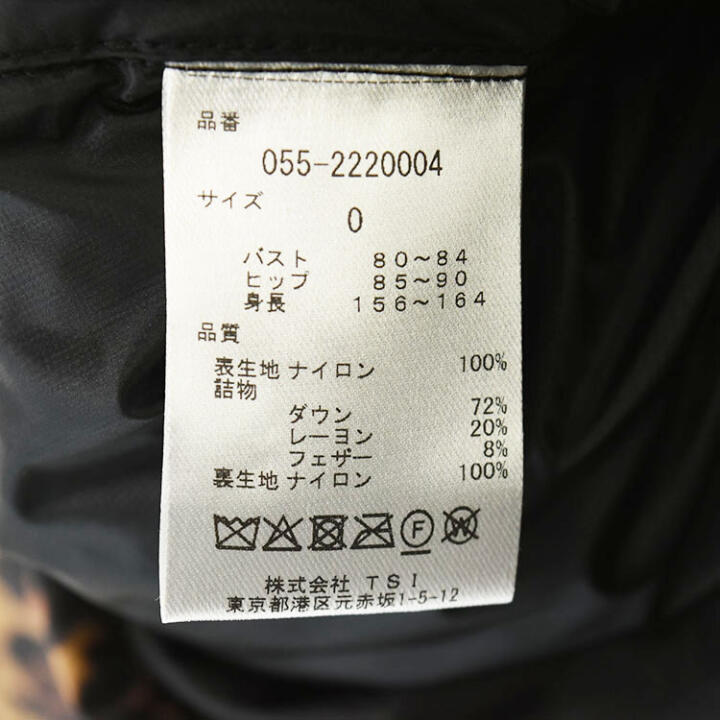 品番
055-2220004
サイズ
0
バスト 80～84
ヒップ 85～90
身長 156～164
品質
表生地 ナイロン 100%
詰物
ダウン 72%
レーヨン 20%
フェザー 8%
裏生地 ナイロン 100%
F W
株式会社 TSI
東京都港区元赤坂1-5-12